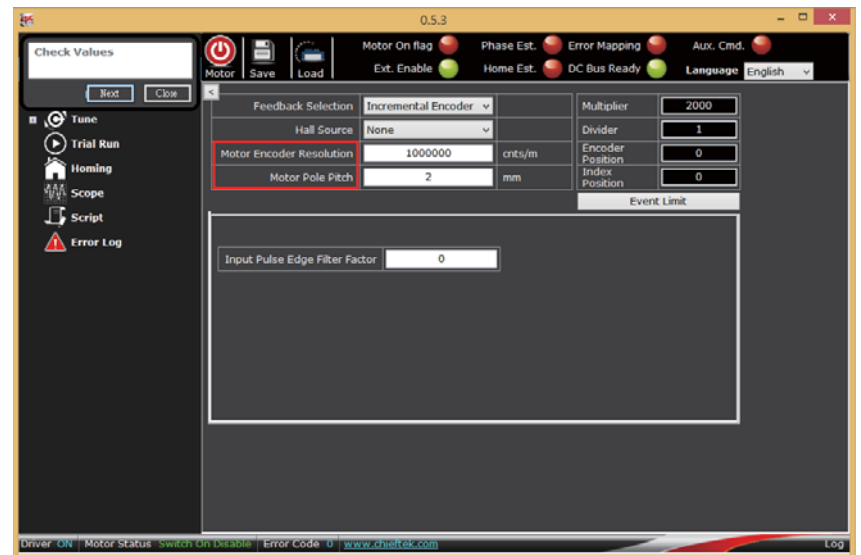 0.5.3
Check Values
Next Close
Motor Save Load
Motor On flag Phase Est. Error Mapping Aux. Cmd.
Ext. Enable Home Est. DC Bus Ready Language English
<
Tune
Trial Run
Homing
Scope
Script
Error Log
Feedback Selection Incremental Encoder Multiplier 2000
Hall Source None Divider 1
Motor Encoder Resolution 1000000 cnts/m Encoder Position 0
Motor Pole Pitch 2 mm Index Position 0
Event Limit
Input Pulse Edge Filter Factor 0
Driver ON Motor Status Switch On Disable Error Code 0 www.chieftek.com Log